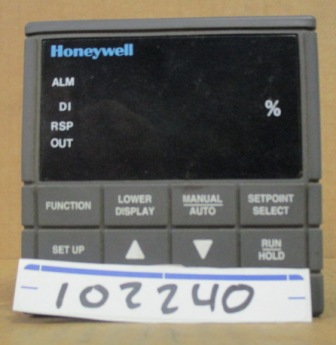 Honeywell
ALM
DI
RSP
OUT
%
FUNCTION
LOWER
DISPLAY
MANUAL
AUTO
SETPOINT
SELECT
SET UP
RUN
HOLD
102240